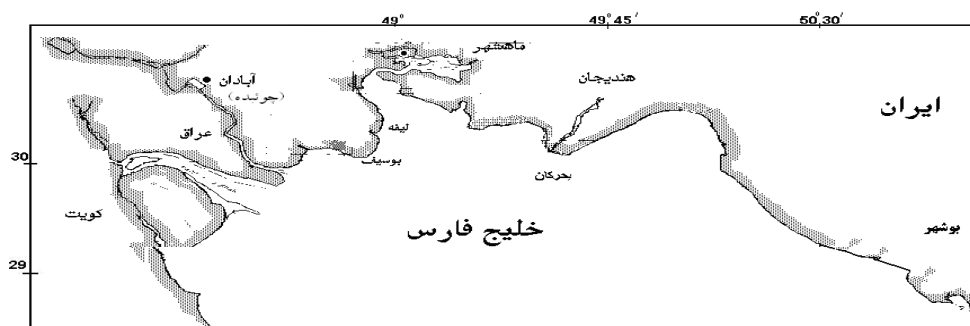 49° 49°,45′ 50°,30′
ماهشهر
آبادان
(چوئبده)
هندیجان
ایران
لیفه
عراق
بوسیف
30
بحرکان
کویت
خلیج فارس
بوشهر
29